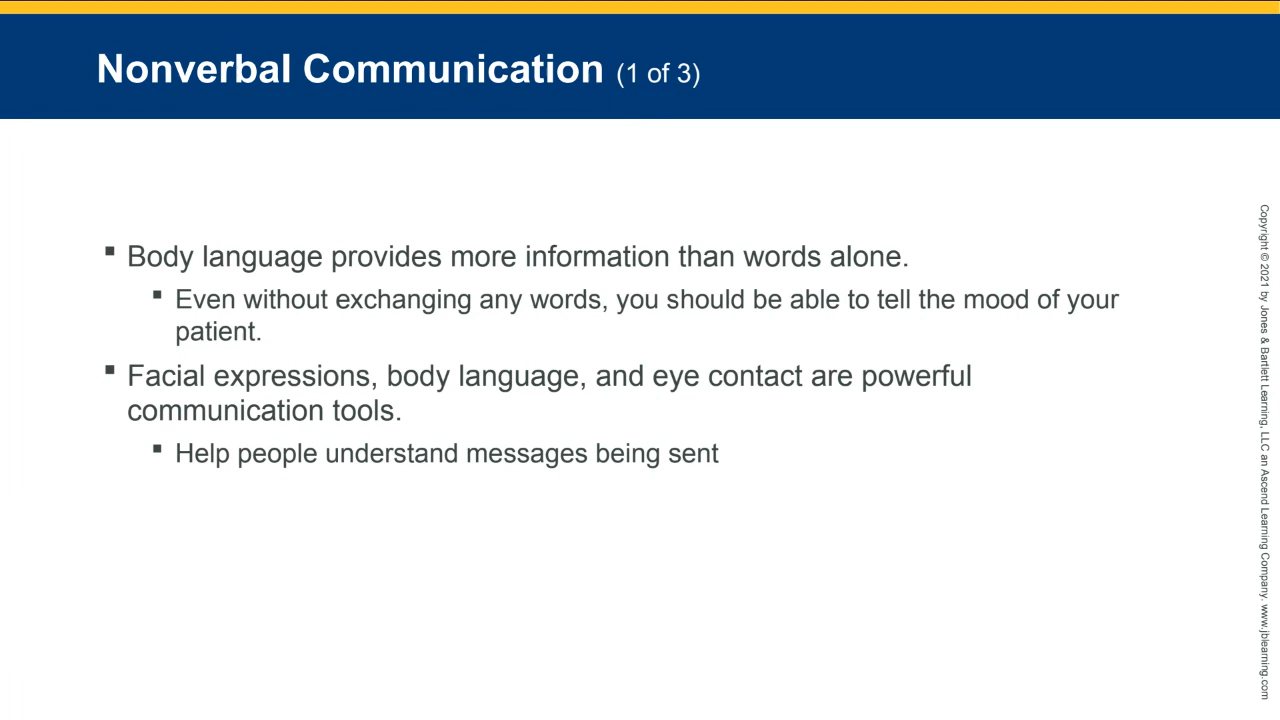 Nonverbal Communication (1 of 3)
▪ Body language provides more information than words alone.
▪ Even without exchanging any words, you should be able to tell the mood of your
patient.
▪ Facial expressions, body language, and eye contact are powerful
communication tools.
▪ Help people understand messages being sent
Copyright © 2021 by Jones & Bartlett Learning, LLC an Ascend Learning Company. www.jblearning.com